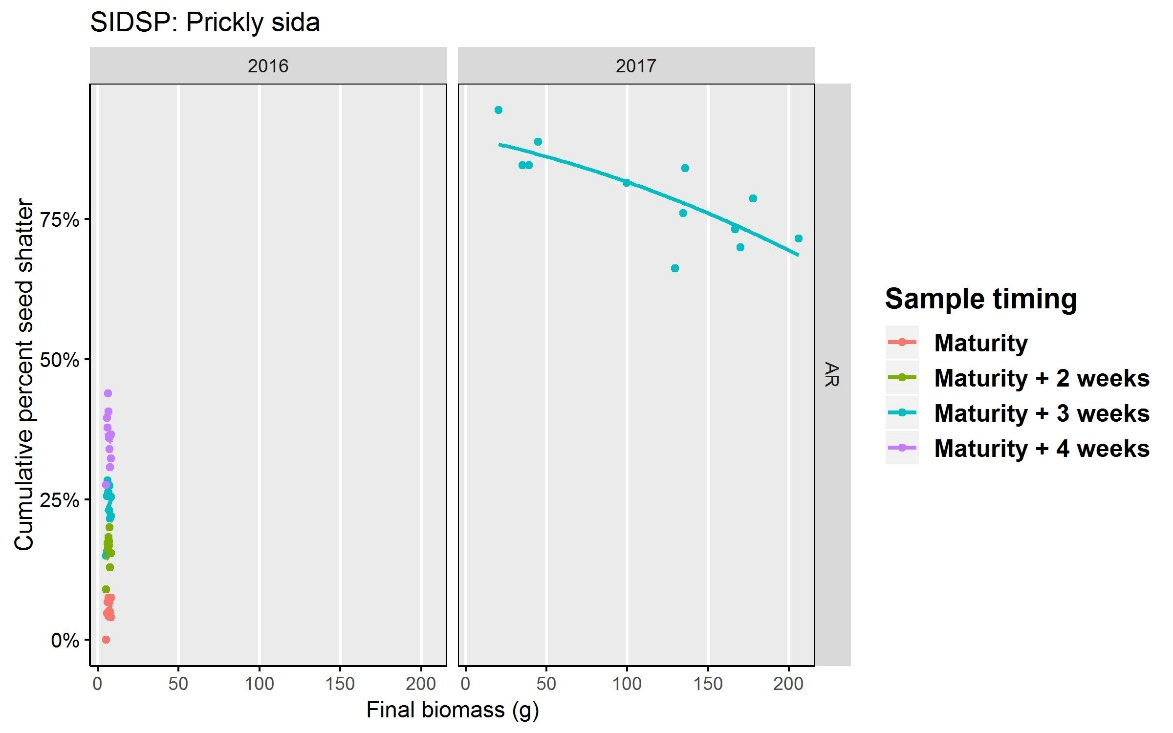 SIDSP: Prickly sida
2016 2017
Cumulative percent seed shatter
75%
50%
25%
0%
AR
0 50 100 150 200 0 50 100 150 200
Final biomass (g)
Sample timing
Maturity
Maturity + 2 weeks
Maturity + 3 weeks
Maturity + 4 weeks